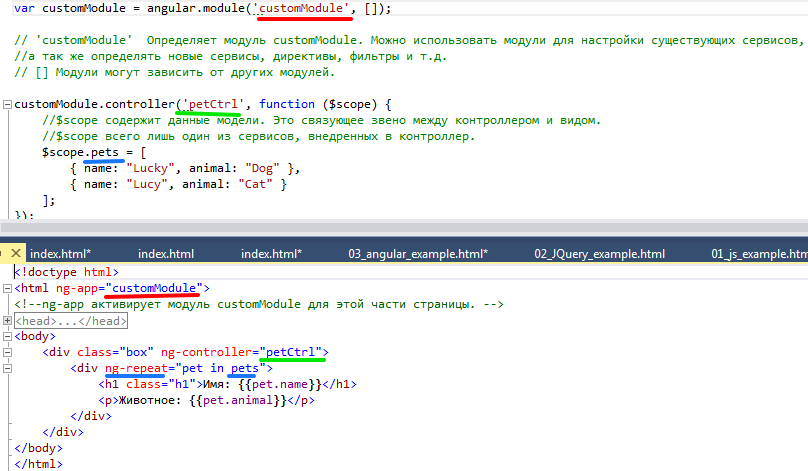 var customModule = angular.module('customModule', []);
// 'customModule'  Определяет модуль customModule. Можно использовать модули для настройки существующих сервисов,
//а так же определять новые сервисы, директивы, фильтры и т.д.
// [] Модули могут зависить от других модулей.
customModule.controller('petCtrl', function ($scope) {
//$scope содержит данные модели. Это связующее звено между контроллером и видом.
//$scope всего лишь один из сервисов, внедренных в контроллер.
$scope.pets = [
{ name: "Lucky", animal: "Dog" },
{ name: "Lucy", animal: "Cat" }
];
});
index.html* index.html index.html* 03_angular_example.html* 02_JQuery_example.html 01_js_example.htm
<!doctype html>
<html ng-app="customModule">
<!--ng-app активирует модуль customModule для этой части страницы. -->
<head>...</head>
<body>
<div class="box" ng-controller="petCtrl">
<div ng-repeat="pet in pets">
<h1 class="h1">Имя: {{pet.name}}</h1>
<p>Животное: {{pet.animal}}</p>
</div>
</div>
</body>
</html>